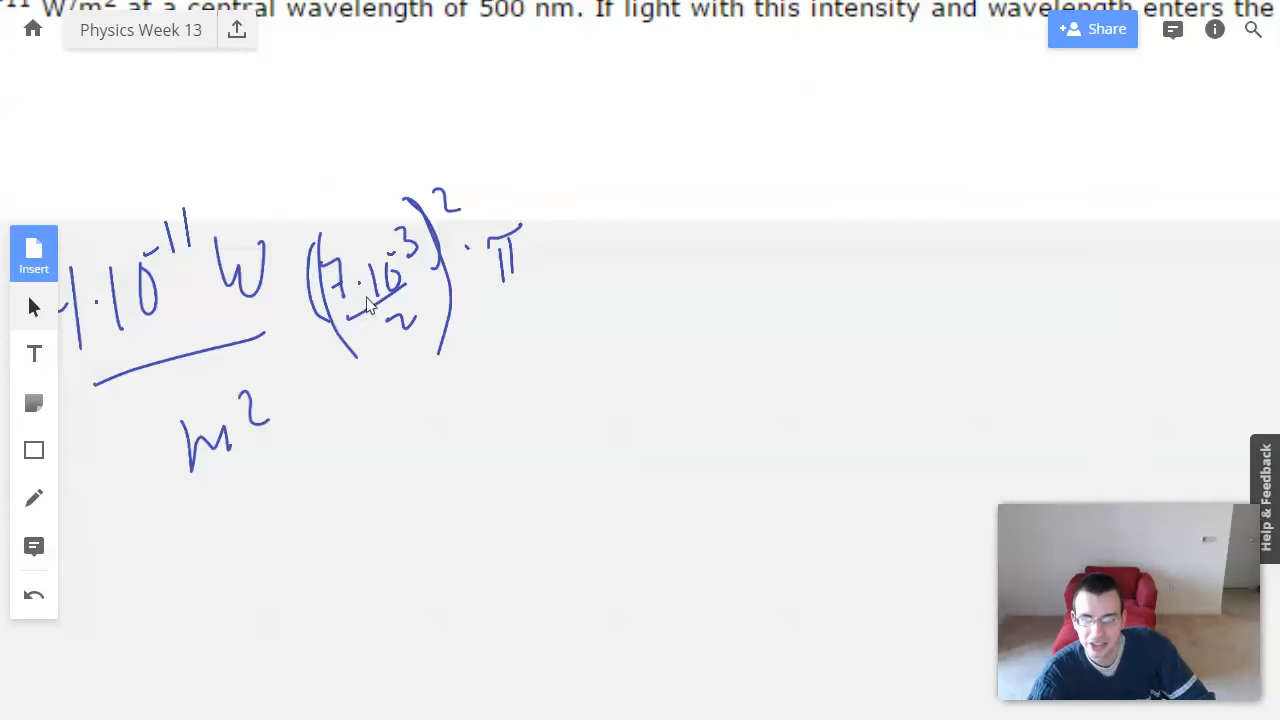 W/m² at a central wavelength of 500 nm. If light with this intensity and wavelength enters the
Physics Week 13
Share
Insert
T
1·10⁻¹¹ W ((7·10⁻³)/2)² · π
m²
Help & Feedback